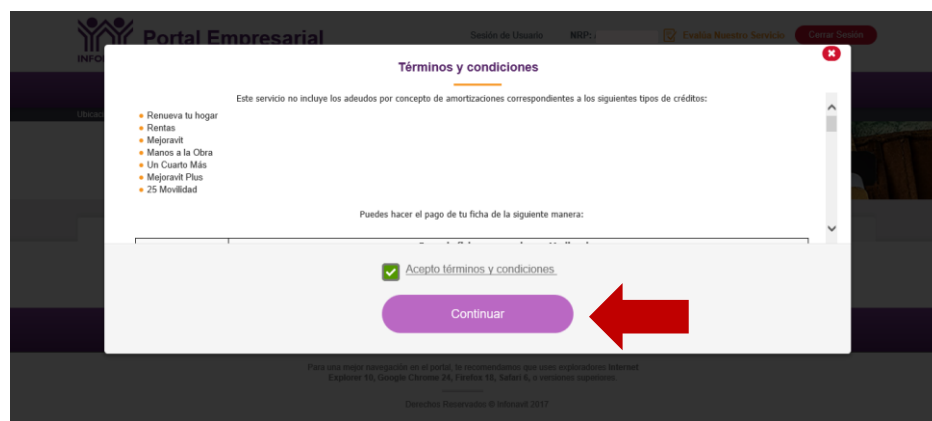 Portal Empresarial
Sesión de Usuario NRP: Evalúa Nuestro Servicio Cerrar Sesión
INFO
Términos y condiciones
Este servicio no incluye los adeudos por concepto de amortizaciones correspondientes a los siguientes tipos de créditos:
Renueva tu hogar
Rentas
Mejoravit
Manos a la Obra
Un Cuarto Más
Mejoravit Plus
25 Movilidad
Puedes hacer el pago de tu ficha de la siguiente manera:
Acepto términos y condiciones
Continuar
Para una mejor navegación en el portal, te recomendamos que uses exploradores Internet
Explorer 10, Google Chrome 24, Firefox 18, Safari 6, o versiones superiores
Derechos Reservados © Infonavit 2017